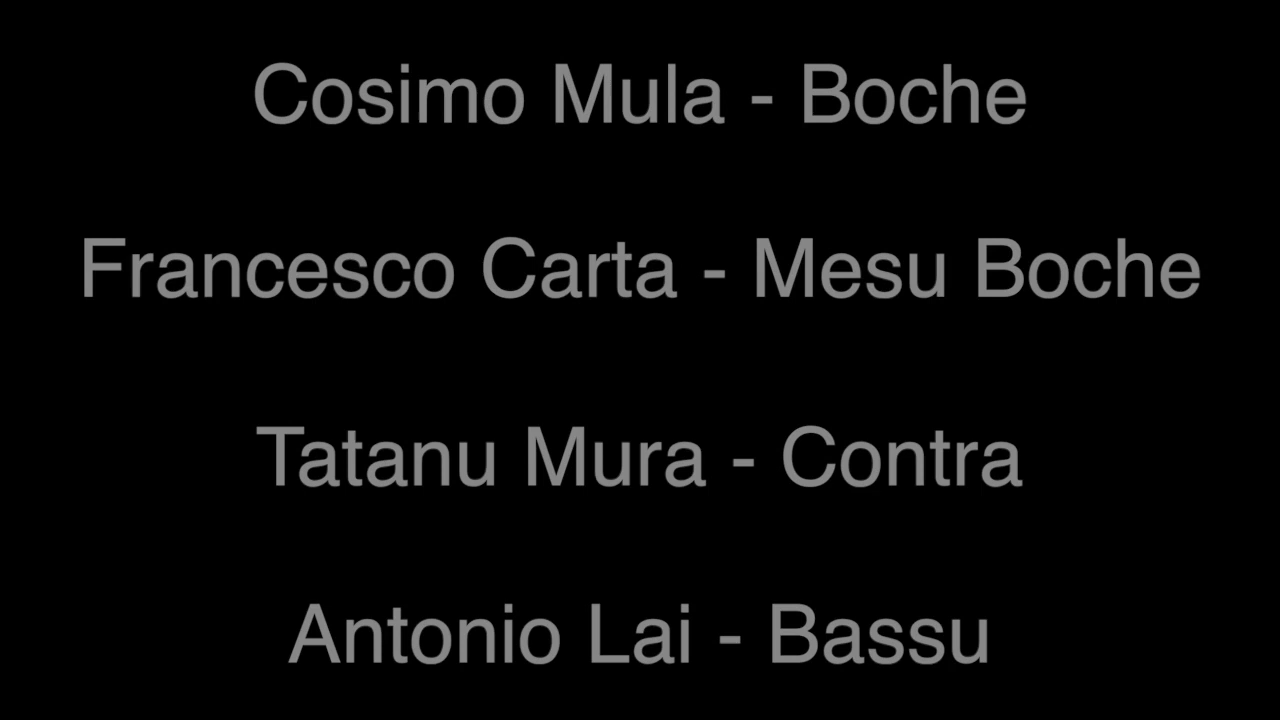 Cosimo Mula - Boche
Francesco Carta - Mesu Boche
Tatanu Mura - Contra
Antonio Lai - Bassu